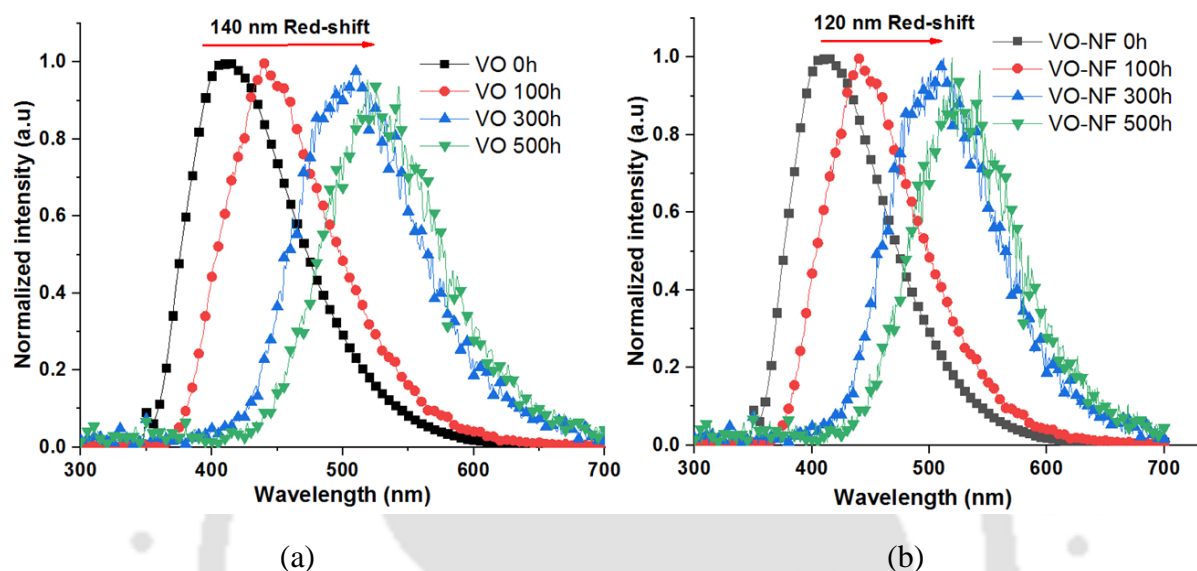 140 nm Red-shift
VO 0h
VO 100h
VO 300h
VO 500h
Normalized intensity (a.u)
1.0
0.8
0.6
0.4
0.2
0.0
300 400 500 600 700
Wavelength (nm)
(a)
120 nm Red-shift
VO-NF 0h
VO-NF 100h
VO-NF 300h
VO-NF 500h
Normalized intensity (a.u)
1.0
0.8
0.6
0.4
0.2
0.0
300 400 500 600 700
Wavelength (nm)
(b)